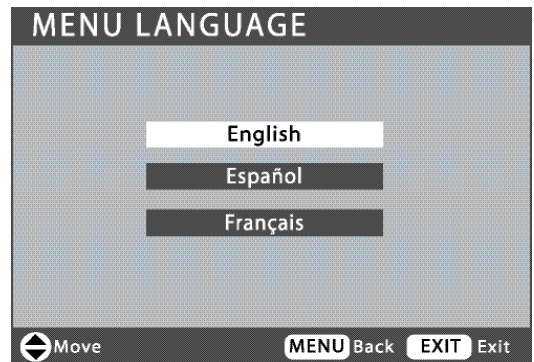 MENU LANGUAGE
English
Español
Français
Move MENU Back EXIT Exit